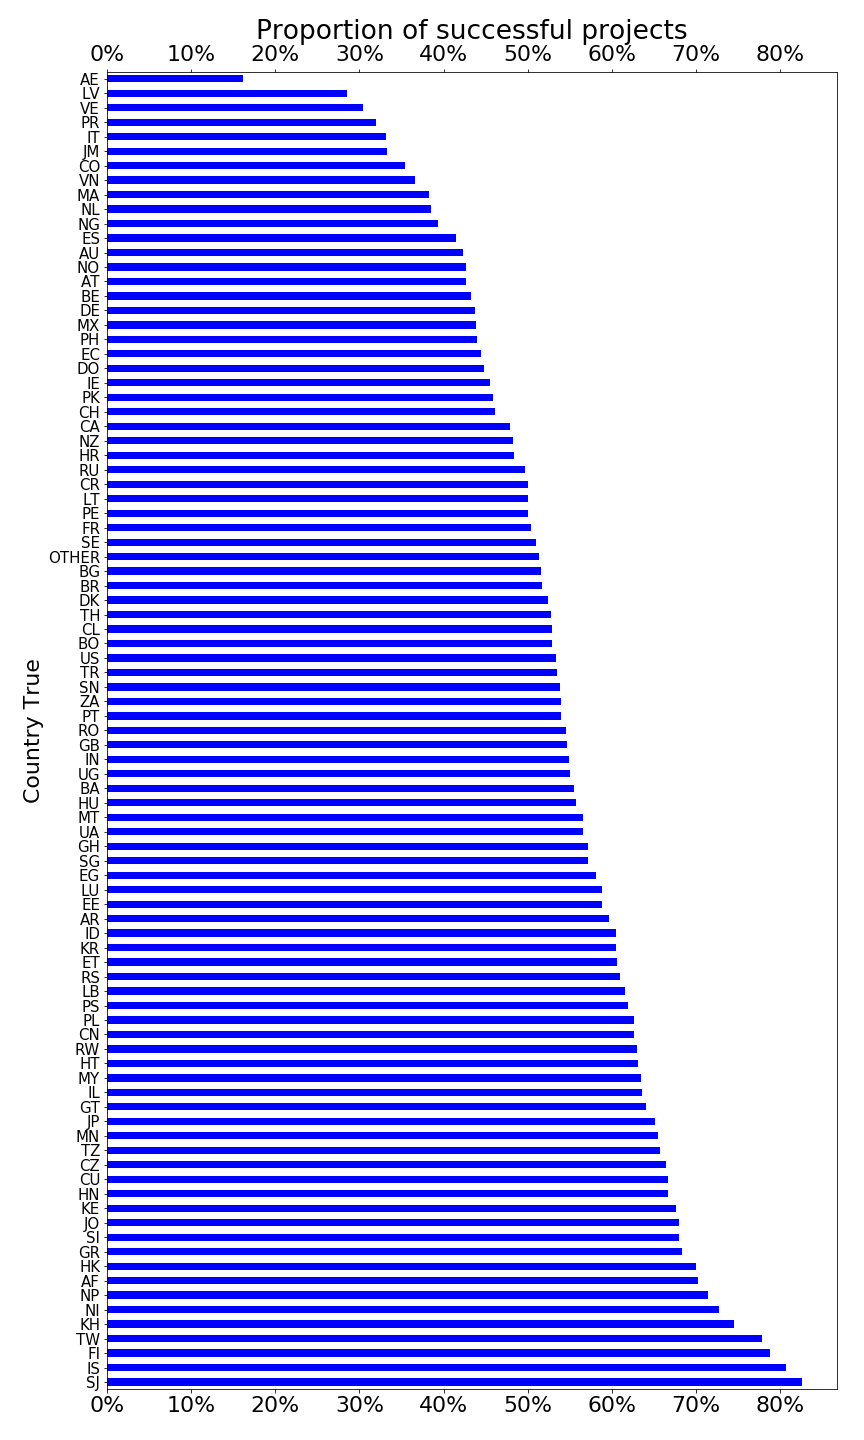 Proportion of successful projects
0% 10% 20% 30% 40% 50% 60% 70% 80%
AE
LV
VE
PR
IT
JM
CO
VN
MA
NL
NG
ES
AU
NO
AT
BE
DE
MX
PH
EC
DO
IE
PK
CH
CA
NZ
HR
RU
CR
LT
PE
FR
SE
OTHER
BG
BR
DK
TH
CL
BO
US
TR
SN
ZA
PT
RO
GB
IN
UG
BA
HU
MT
UA
GH
SG
EG
LU
EE
AR
ID
KR
ET
RS
LB
PS
PL
CN
RW
HT
MY
IL
GT
JP
MN
TZ
CZ
CU
HN
KE
JO
SI
GR
HK
AF
NP
NI
KH
TW
FI
IS
SJ
Country True
0% 10% 20% 30% 40% 50% 60% 70% 80%